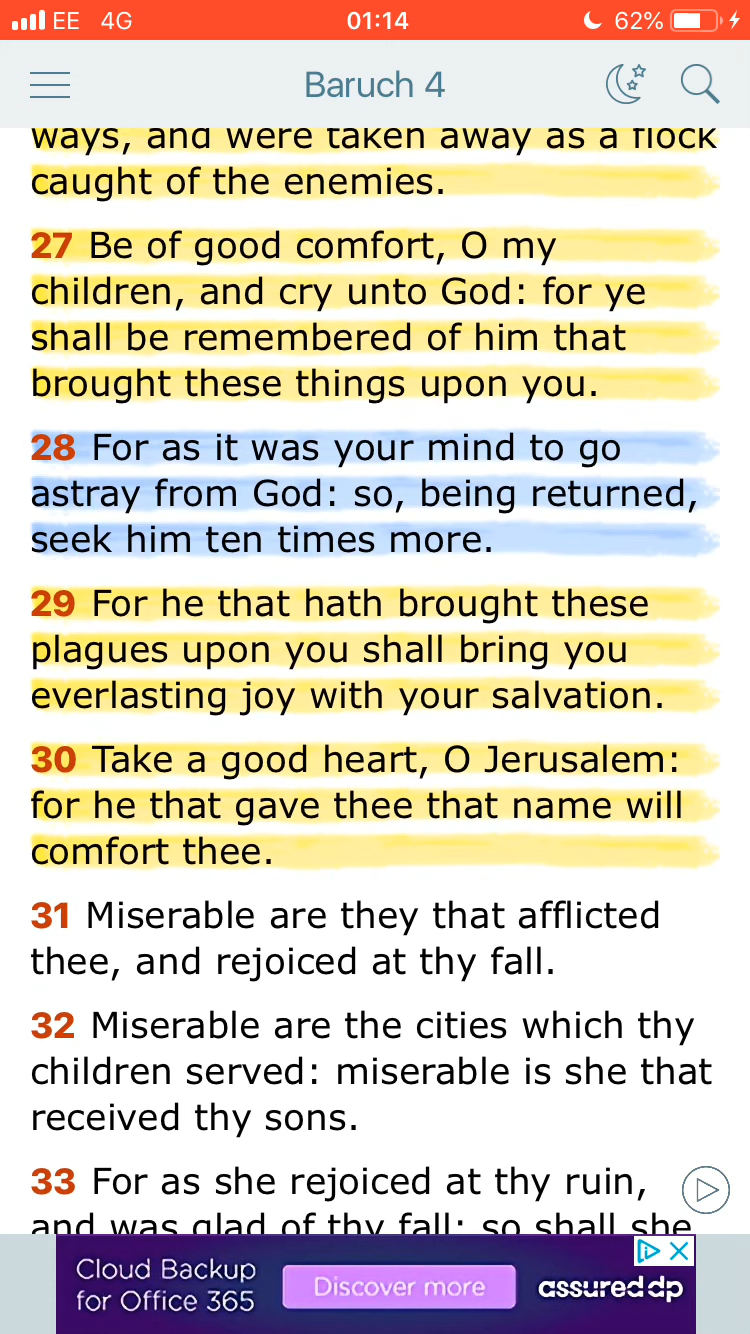 EE 4G 01:14 62%
Baruch 4
ways, and were taken away as a flock
caught of the enemies.
27 Be of good comfort, O my
children, and cry unto God: for ye
shall be remembered of him that
brought these things upon you.
28 For as it was your mind to go
astray from God: so, being returned,
seek him ten times more.
29 For he that hath brought these
plagues upon you shall bring you
everlasting joy with your salvation.
30 Take a good heart, O Jerusalem:
for he that gave thee that name will
comfort thee.
31 Miserable are they that afflicted
thee, and rejoiced at thy fall.
32 Miserable are the cities which thy
children served: miserable is she that
received thy sons.
33 For as she rejoiced at thy ruin,
and was glad of thy fall: so shall she
Cloud Backup
for Office 365
Discover more
assured dp